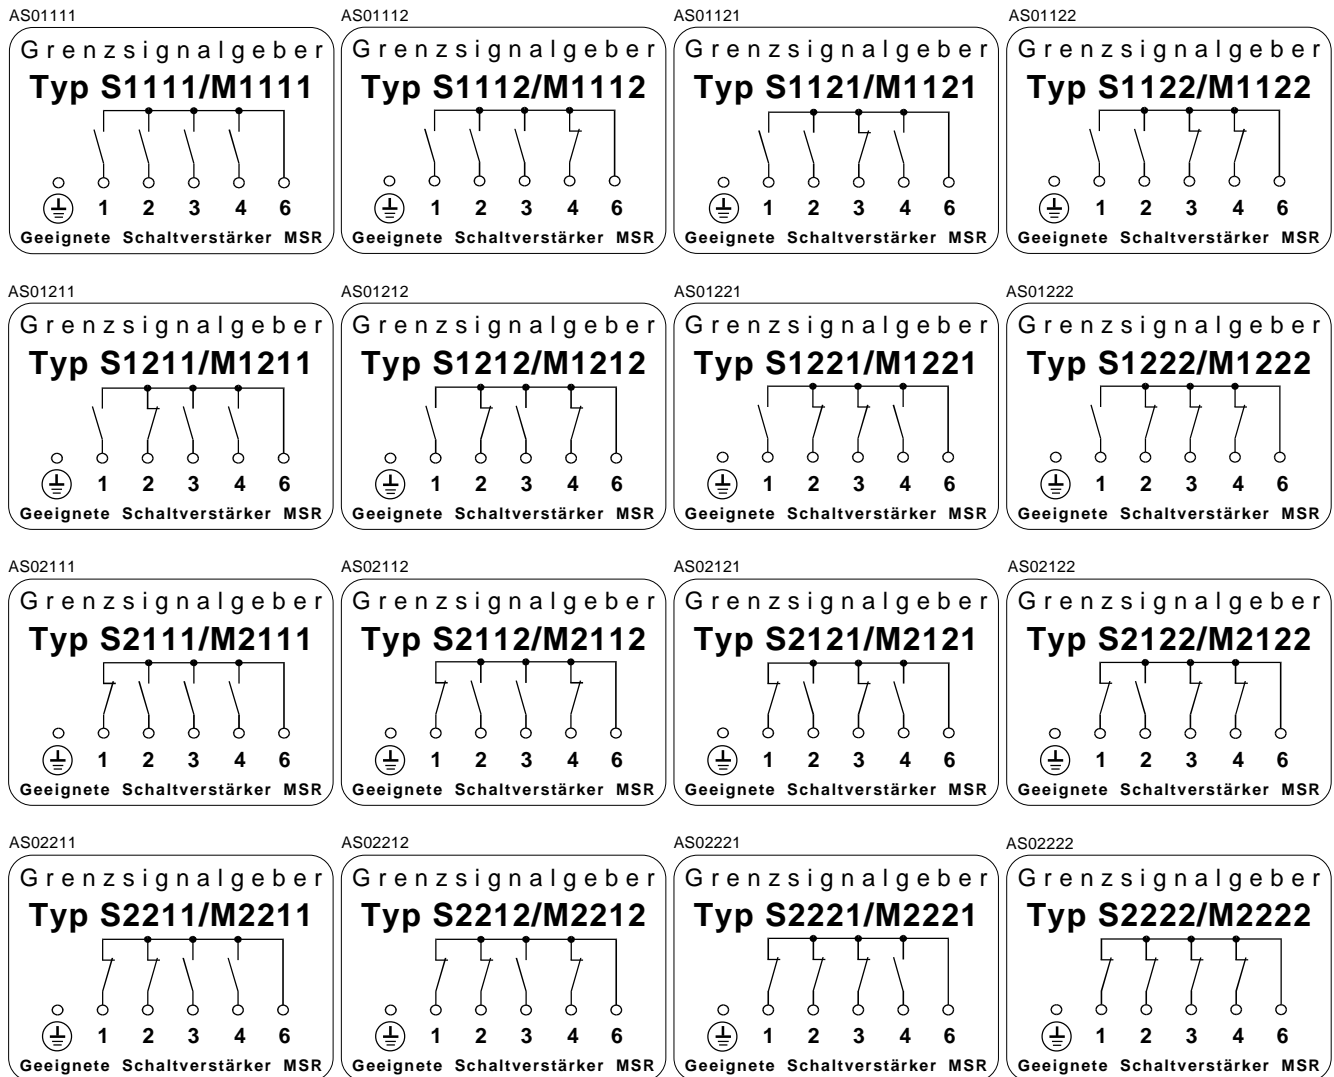 AS01111 AS01112 AS01121 AS01122
Grenzsignalgeber Grenzsignalgeber Grenzsignalgeber Grenzsignalgeber
Typ S1111/M1111 Typ S1112/M1112 Typ S1121/M1121 Typ S1122/M1122
1 2 3 4 6 1 2 3 4 6 1 2 3 4 6 1 2 3 4 6
Geeignete Schaltverstärker MSR Geeignete Schaltverstärker MSR Geeignete Schaltverstärker MSR Geeignete Schaltverstärker MSR
AS01211 AS01212 AS01221 AS01222
Grenzsignalgeber Grenzsignalgeber Grenzsignalgeber Grenzsignalgeber
Typ S1211/M1211 Typ S1212/M1212 Typ S1221/M1221 Typ S1222/M1222
1 2 3 4 6 1 2 3 4 6 1 2 3 4 6 1 2 3 4 6
Geeignete Schaltverstärker MSR Geeignete Schaltverstärker MSR Geeignete Schaltverstärker MSR Geeignete Schaltverstärker MSR
AS02111 AS02112 AS02121 AS02122
Grenzsignalgeber Grenzsignalgeber Grenzsignalgeber Grenzsignalgeber
Typ S2111/M2111 Typ S2112/M2112 Typ S2121/M2121 Typ S2122/M2122
1 2 3 4 6 1 2 3 4 6 1 2 3 4 6 1 2 3 4 6
Geeignete Schaltverstärker MSR Geeignete Schaltverstärker MSR Geeignete Schaltverstärker MSR Geeignete Schaltverstärker MSR
AS02211 AS02212 AS02221 AS02222
Grenzsignalgeber Grenzsignalgeber Grenzsignalgeber Grenzsignalgeber
Typ S2211/M2211 Typ S2212/M2212 Typ S2221/M2221 Typ S2222/M2222
1 2 3 4 6 1 2 3 4 6 1 2 3 4 6 1 2 3 4 6
Geeignete Schaltverstärker MSR Geeignete Schaltverstärker MSR Geeignete Schaltverstärker MSR Geeignete Schaltverstärker MSR